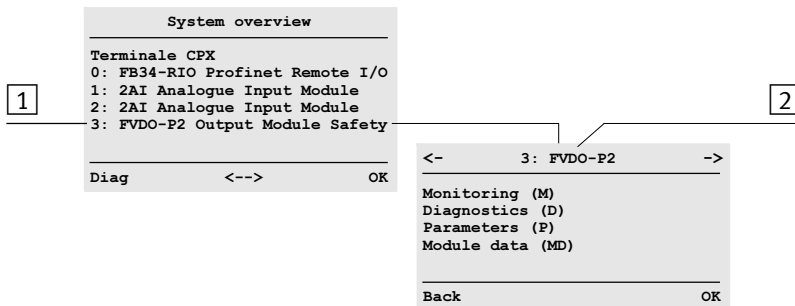 System overview
Terminale CPX
0: FB34-RIO Profinet Remote I/O
1: 2AI Analogue Input Module
2: 2AI Analogue Input Module
3: FVDO-P2 Output Module Safety
Diag <--> OK
1
2
<- 3: FVDO-P2 ->
Monitoring (M)
Diagnostics (D)
Parameters (P)
Module data (MD)
Back OK